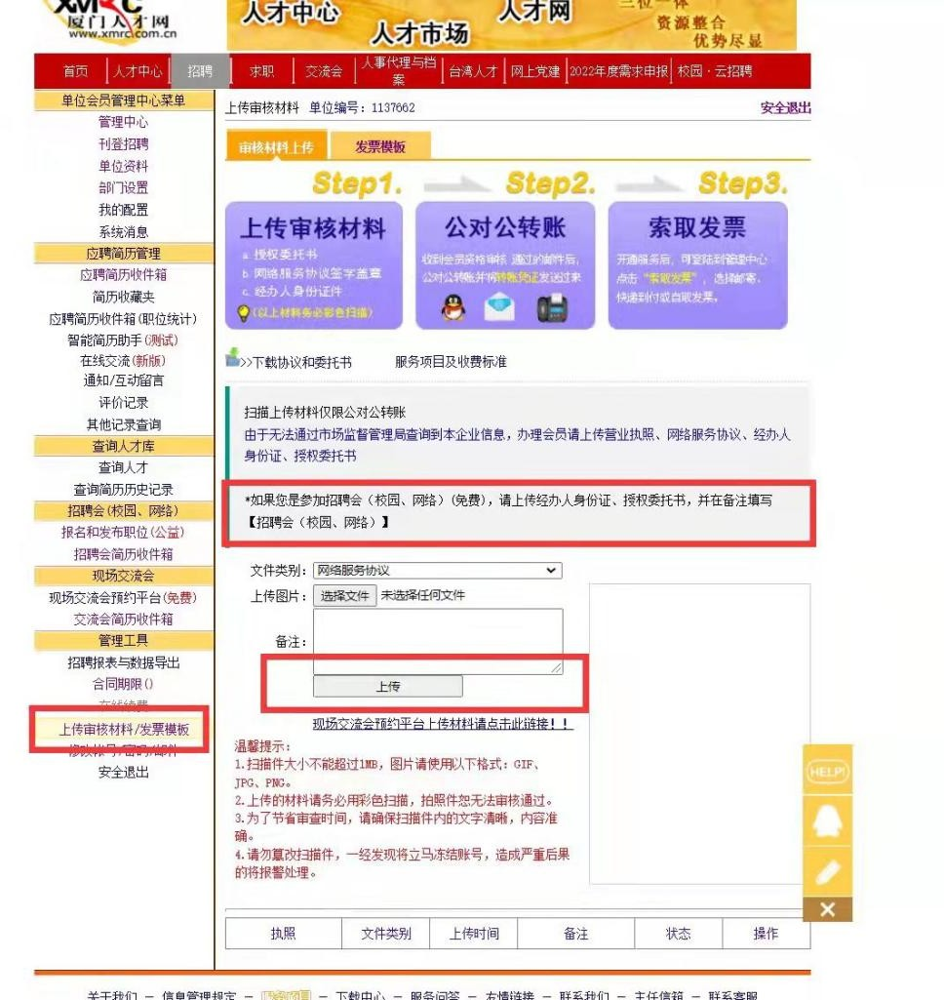 XMRC
厦门人才网
www.xmrc.com.cn
人才中心
人才市场
人才网
三位一体
资源整合
优势尽显
首页
人才中心
招聘
求职
交流会
人事代理与档案
台湾人才
网上党建
2022年度需求申报
校园·云招聘
单位会员管理中心菜单
管理中心
刊登招聘
单位资料
部门设置
我的配置
系统消息
应聘简历管理
应聘简历收件箱
简历收藏夹
应聘简历收件箱(职位统计)
智能简历助手(测试)
在线交流(新版)
通知/互动留言
评价记录
其他记录查询
查询人才库
查询人才
查询简历历史记录
招聘会(校园、网络)
报名和发布职位(公益)
招聘会简历收件箱
现场交流会
现场交流会预约平台(免费)
交流会简历收件箱
管理工具
招聘报表与数据导出
合同期限()
在线续费
上传审核材料/发票模板
修改帐号/密码/邮件
安全退出
上传审核材料 单位编号：1137662
安全退出
审核材料上传
发票模板
Step1.
Step2.
Step3.
上传审核材料
a. 授权委托书
b. 网络服务协议签字盖章
c. 经办人身份证件
(以上材料务必彩色扫描)
公对公转账
收到会员资格审核 通过的邮件后，
公对公转账并将转账凭证发送过来
索取发票
开通服务后，可登陆到管理中心
点击“索取发票”，选择邮寄、
快递到付或自取发票。
>>下载协议和委托书
服务项目及收费标准
扫描上传材料仅限公对公转账
由于无法通过市场监督管理局查询到本企业信息，办理会员请上传营业执照、网络服务协议、经办人
身份证、授权委托书
*如果您是参加招聘会（校园、网络）(免费)，请上传经办人身份证、授权委托书，并在备注填写
【招聘会（校园、网络）】
文件类别：
网络服务协议
上传图片：
选择文件 未选择任何文件
备注：
上传
现场交流会预约平台上传材料请点击此链接！！
温馨提示：
1.扫描件大小不能超过1MB，图片请使用以下格式：GIF、
JPG、PNG。
2.上传的材料请务必用彩色扫描，拍照件恕无法审核通过。
3.为了节省审查时间，请确保扫描件内的文字清晰，内容准
确。
4.请勿篡改扫描件，一经发现将立马冻结账号，造成严重后果
的将报警处理。
HELP!
执照
文件类别
上传时间
备注
状态
操作
关于我们 － 信息管理规定 － 服务项目 － 下载中心 － 服务问答 － 友情链接 － 联系我们 － 主任信箱 － 联系客服